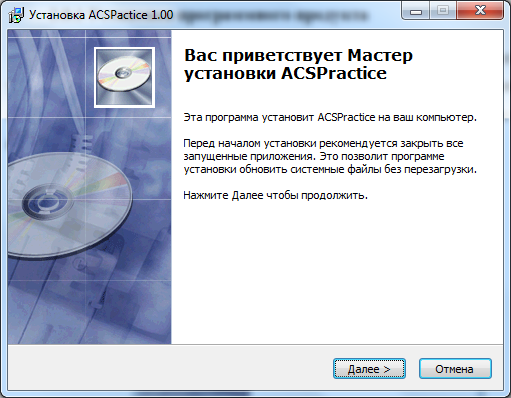 Установка ACSPactice 1.00
программного продукта
Вас приветствует Мастер
установки ACSPractice
Эта программа установит ACSPractice на ваш компьютер.
Перед началом установки рекомендуется закрыть все
запущенные приложения. Это позволит программе
установки обновить системные файлы без перезагрузки.
Нажмите Далее чтобы продолжить.
Далее >
Отмена